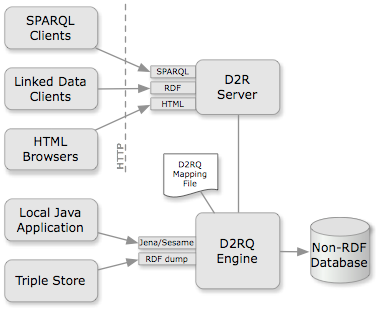 SPARQL
Clients
Linked Data
Clients
HTML
Browsers
HTTP
SPARQL
RDF
HTML
D2R
Server
D2RQ
Mapping
File
Local Java
Application
Triple Store
Jena/Sesame
RDF dump
D2RQ
Engine
Non-RDF
Database